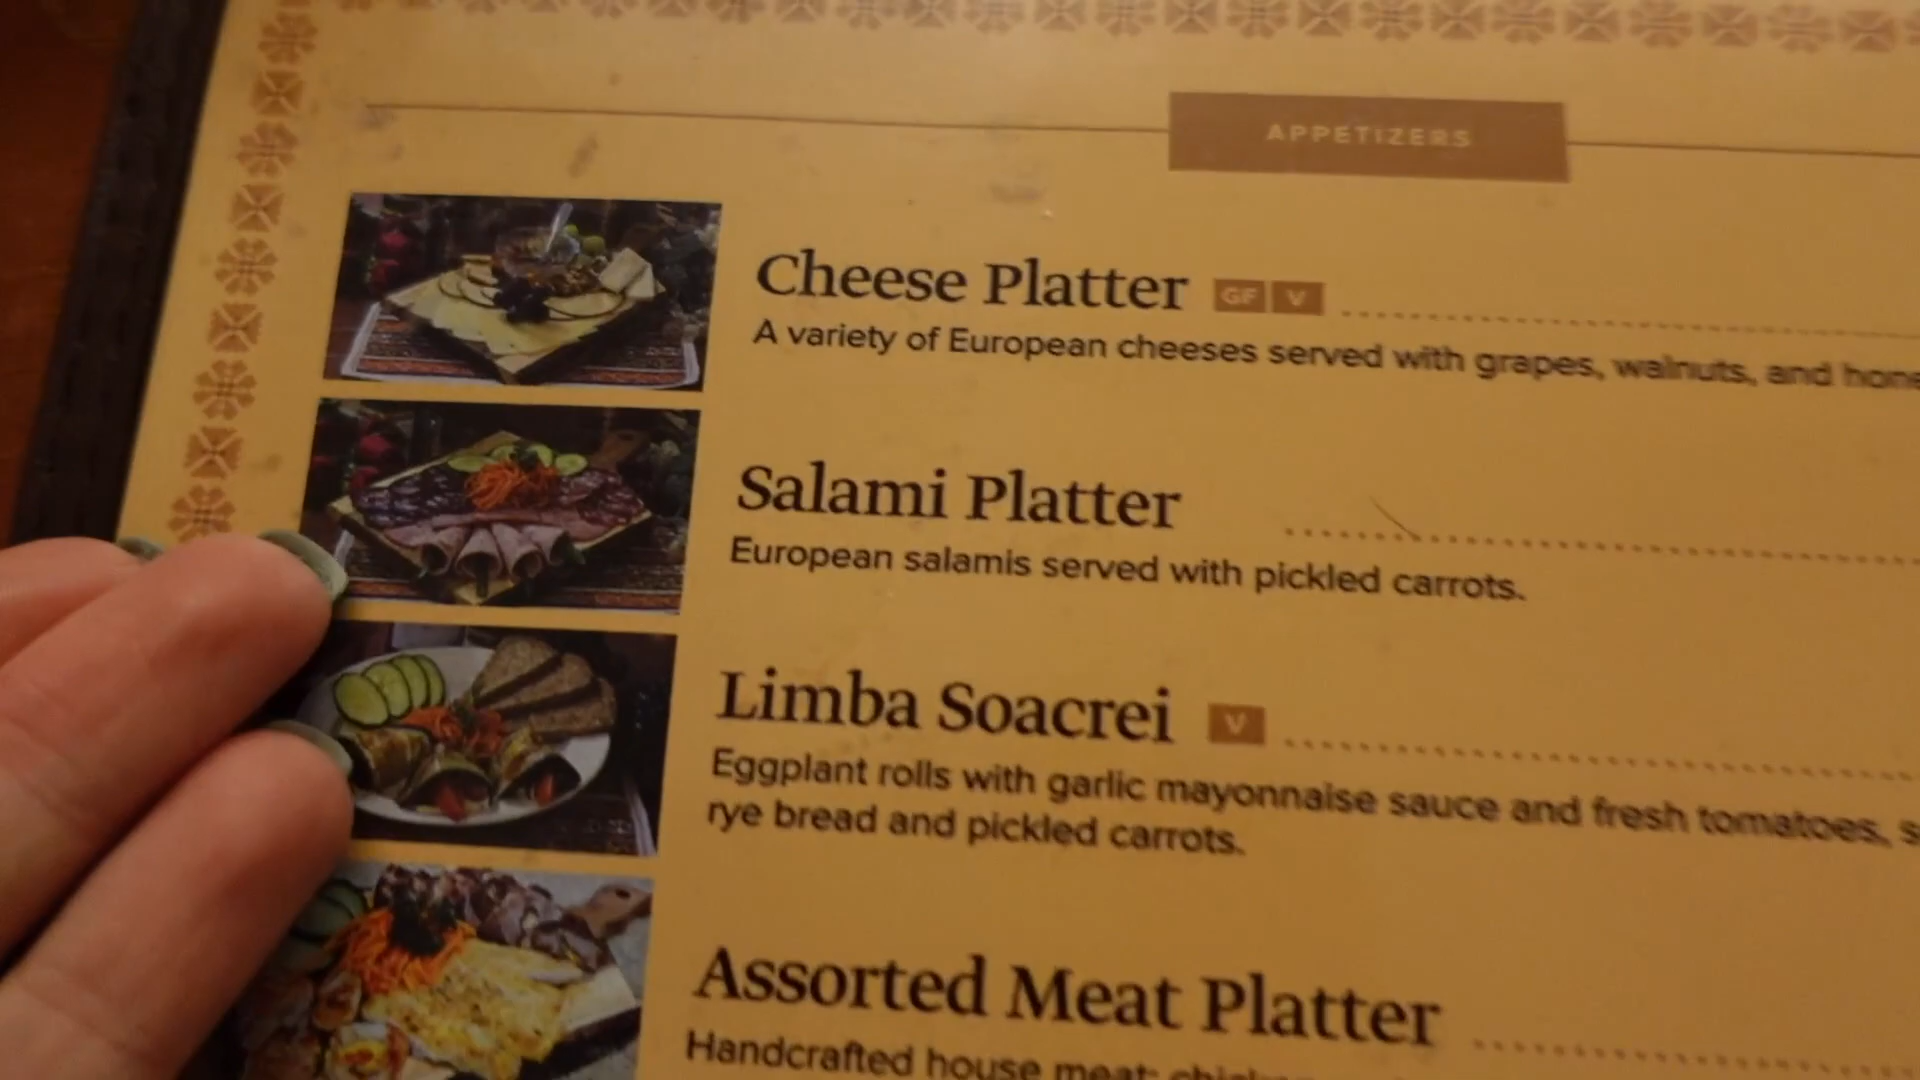 APPETIZERS
Cheese Platter GF V
A variety of European cheeses served with grapes, walnuts, and
Salami Platter
European salamis served with pickled carrots.
Limba Soacrei V
Eggplant rolls with garlic mayonnaise sauce and fresh tomatoes,
rye bread and pickled carrots.
Assorted Meat Platter
Handcrafted house meat: